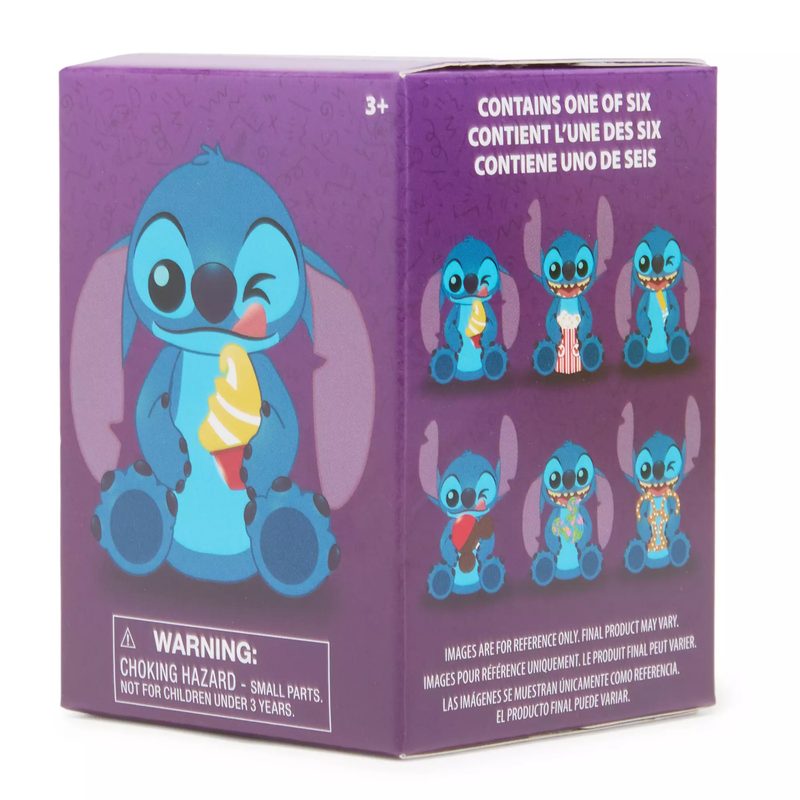 3+
WARNING:
CHOKING HAZARD - SMALL PARTS.
NOT FOR CHILDREN UNDER 3 YEARS.
CONTAINS ONE OF SIX
CONTIENT L'UNE DES SIX
CONTIENE UNO DE SEIS
IMAGES ARE FOR REFERENCE ONLY. FINAL PRODUCT MAY VARY.
IMAGES POUR RÉFÉRENCE UNIQUEMENT. LE PRODUIT FINAL PEUT VARIER.
LAS IMÁGENES SE MUESTRAN ÚNICAMENTE COMO REFERENCIA.
EL PRODUCTO FINAL PUEDE VARIAR.